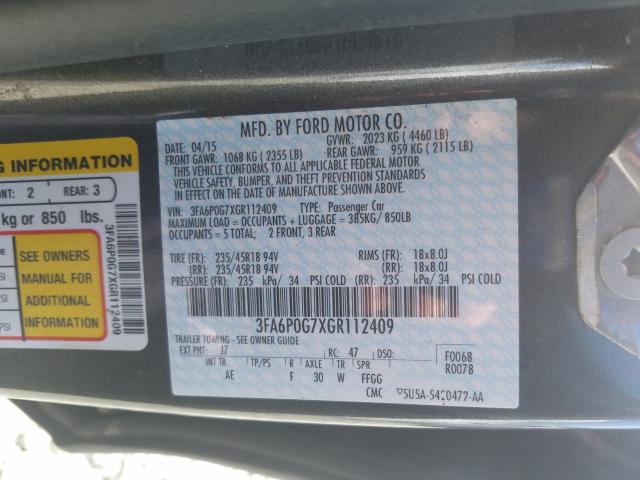 MFD. BY FORD MOTOR CO.
DATE: 04/15 GVWR: 2023 KG ( 4460 LB)
FRONT GAWR: 1068 KG ( 2355 LB) REAR GAWR: 959 KG ( 2115 LB)
THIS VEHICLE CONFORMS TO ALL APPLICABLE FEDERAL MOTOR
VEHICLE SAFETY, BUMPER, AND THEFT PREVENTION STANDARDS
IN EFFECT ON THE DATE OF MANUFACTURE SHOWN ABOVE.
VIN: 3FA6P0G7XGR112409 TYPE: Passenger Car
MAXIMUM LOAD = OCCUPANTS + LUGGAGE = 385KG/ 850LB
OCCUPANTS = 5 TOTAL; 2 FRONT, 3 REAR
TIRE (FR): 235/45R18 94V RIMS (FR): 18x8.0J
(RR): 235/45R18 94V (RR): 18x8.0J
PRESSURE (FR): 235 kPa/ 34 PSI COLD (RR): 235 kPa/ 34 PSI COLD
3FA6P0G7XGR112409
TRAILER TOWING - SEE OWNER GUIDE
EXT PNT: J7 RC: 47 DSO: F0068
R0078
INT TR TP/PS R AXLE TR SPR
AE F 30 W FFGG
CMC 5U5A-5420472-AA
INFORMATION
FRONT: 2 REAR: 3
kg or 850 lbs.
SEE OWNERS
MANUAL FOR
ADDITIONAL
INFORMATION
PSI
PSI
3FA6P0G7XGR112409